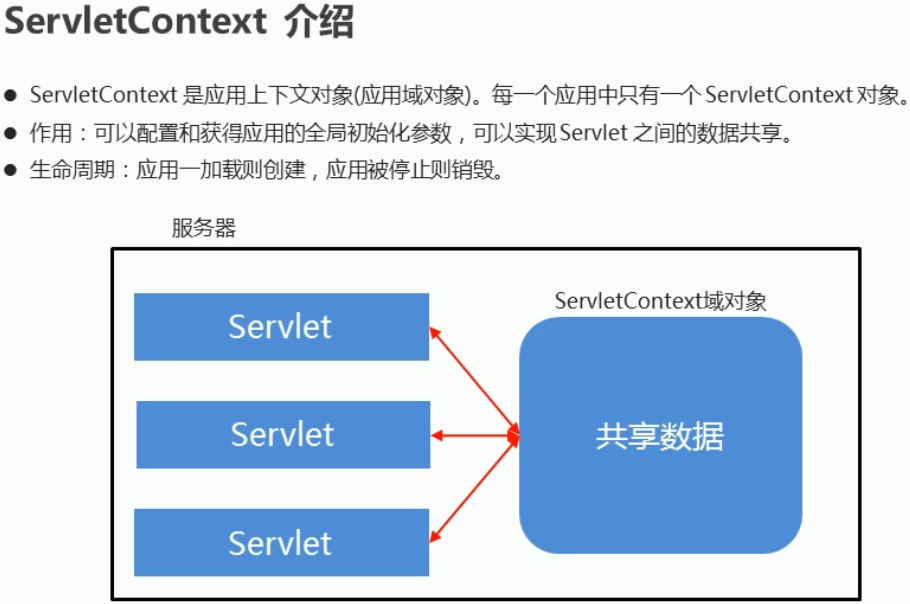 ServletContext 介绍
● ServletContext 是应用上下文对象(应用域对象)。每一个应用中只有一个 ServletContext 对象。
● 作用：可以配置和获得应用的全局初始化参数，可以实现 Servlet 之间的数据共享。
● 生命周期：应用一加载则创建，应用被停止则销毁。
服务器
ServletContext域对象
Servlet
Servlet
共享数据
Servlet